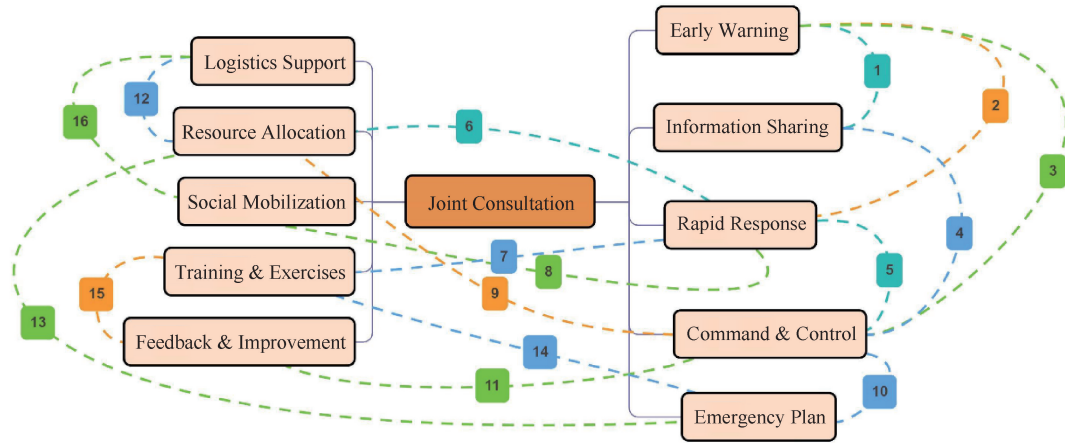 Early Warning
Logistics Support
1
12
2
16
Resource Allocation
6
Information Sharing
3
Social Mobilization
Joint Consultation
Rapid Response
4
7
8
5
Training & Exercises
15
9
13
Feedback & Improvement
14
Command & Control
11
10
Emergency Plan